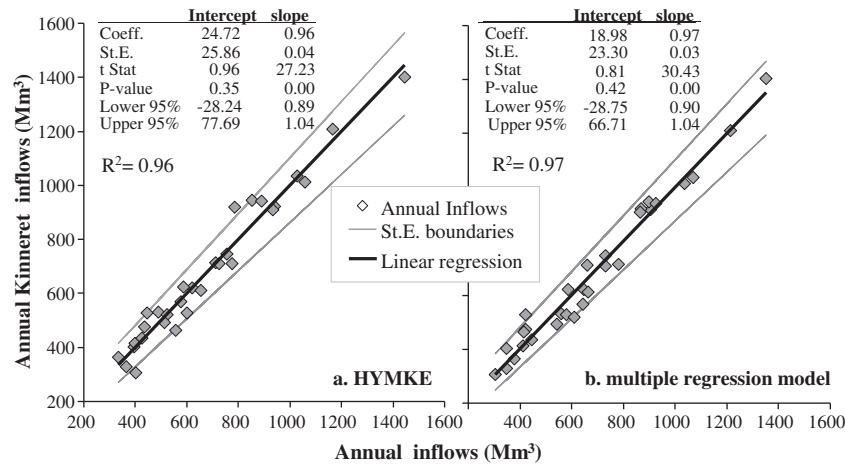 Intercept slope
Coeff. 24.72 0.96
St.E. 25.86 0.04
t Stat 0.96 27.23
P-value 0.35 0.00
Lower 95% -28.24 0.89
Upper 95% 77.69 1.04
R²= 0.96
Intercept slope
Coeff. 18.98 0.97
St.E. 23.30 0.03
t Stat 0.81 30.43
P-value 0.42 0.00
Lower 95% -28.75 0.90
Upper 95% 66.71 1.04
R²= 0.97
Annual Kinneret inflows (Mm³)
1600
1400
1200
1000
800
600
400
200
Annual Inflows
St.E. boundaries
Linear regression
a. HYMKE
b. multiple regression model
200 400 600 800 1000 1200 1400 1600
200 400 600 800 1000 1200 1400 1600
Annual inflows (Mm³)